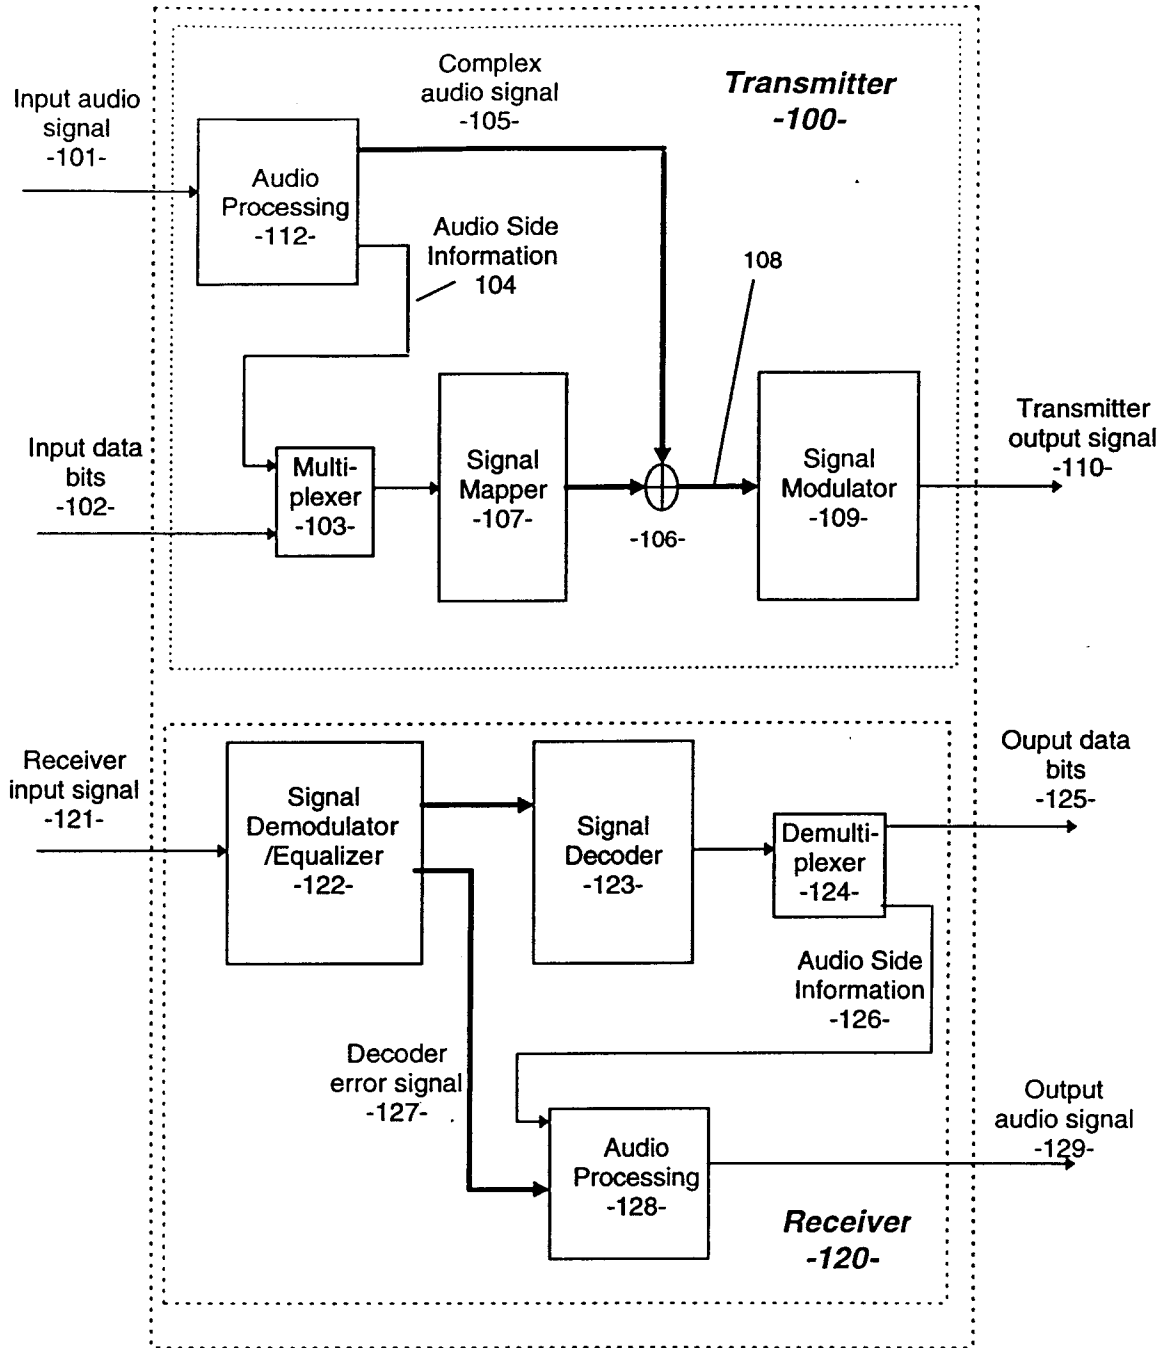 Input audio
signal
-101-
Complex
audio signal
-105-
Transmitter
-100-
Audio
Processing
-112-
Audio Side
Information
104
108
Input data
bits
-102-
Multi-
plexer
-103-
Signal
Mapper
-107-
-106-
Signal
Modulator
-109-
Transmitter
output signal
-110-
Receiver
input signal
-121-
Signal
Demodulator
/Equalizer
-122-
Signal
Decoder
-123-
Demulti-
plexer
-124-
Ouput data
bits
-125-
Audio Side
Information
-126-
Decoder
error signal
-127-
Audio
Processing
-128-
Output
audio signal
-129-
Receiver
-120-